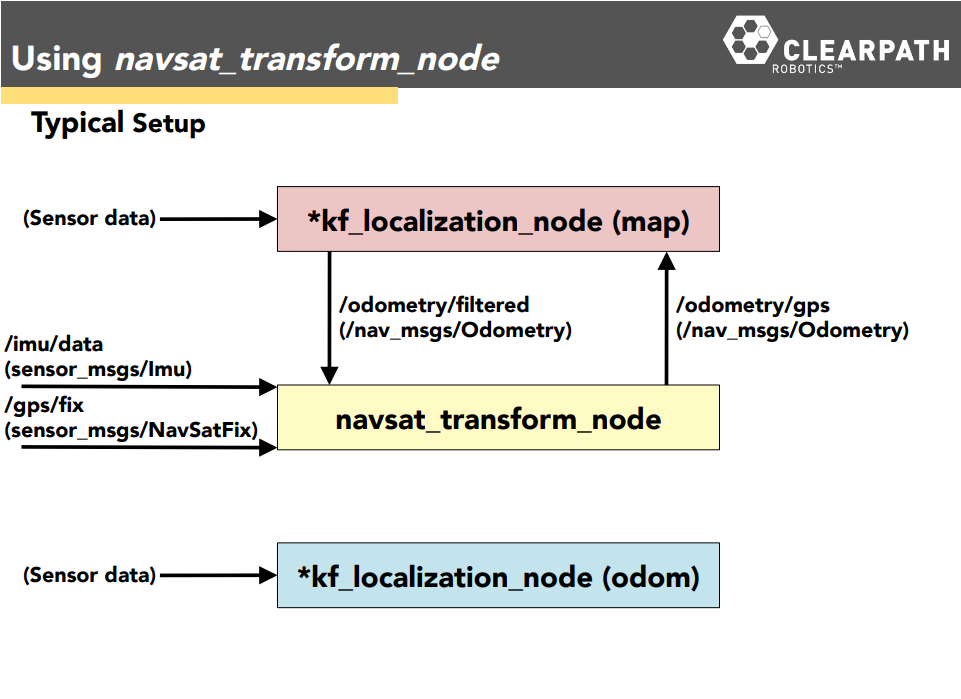 Using navsat_transform_node
CLEARPATH
ROBOTICS™
Typical Setup
(Sensor data)
*kf_localization_node (map)
/odometry/filtered
(/nav_msgs/Odometry)
/odometry/gps
(/nav_msgs/Odometry)
/imu/data
(sensor_msgs/Imu)
/gps/fix
(sensor_msgs/NavSatFix)
navsat_transform_node
(Sensor data)
*kf_localization_node (odom)